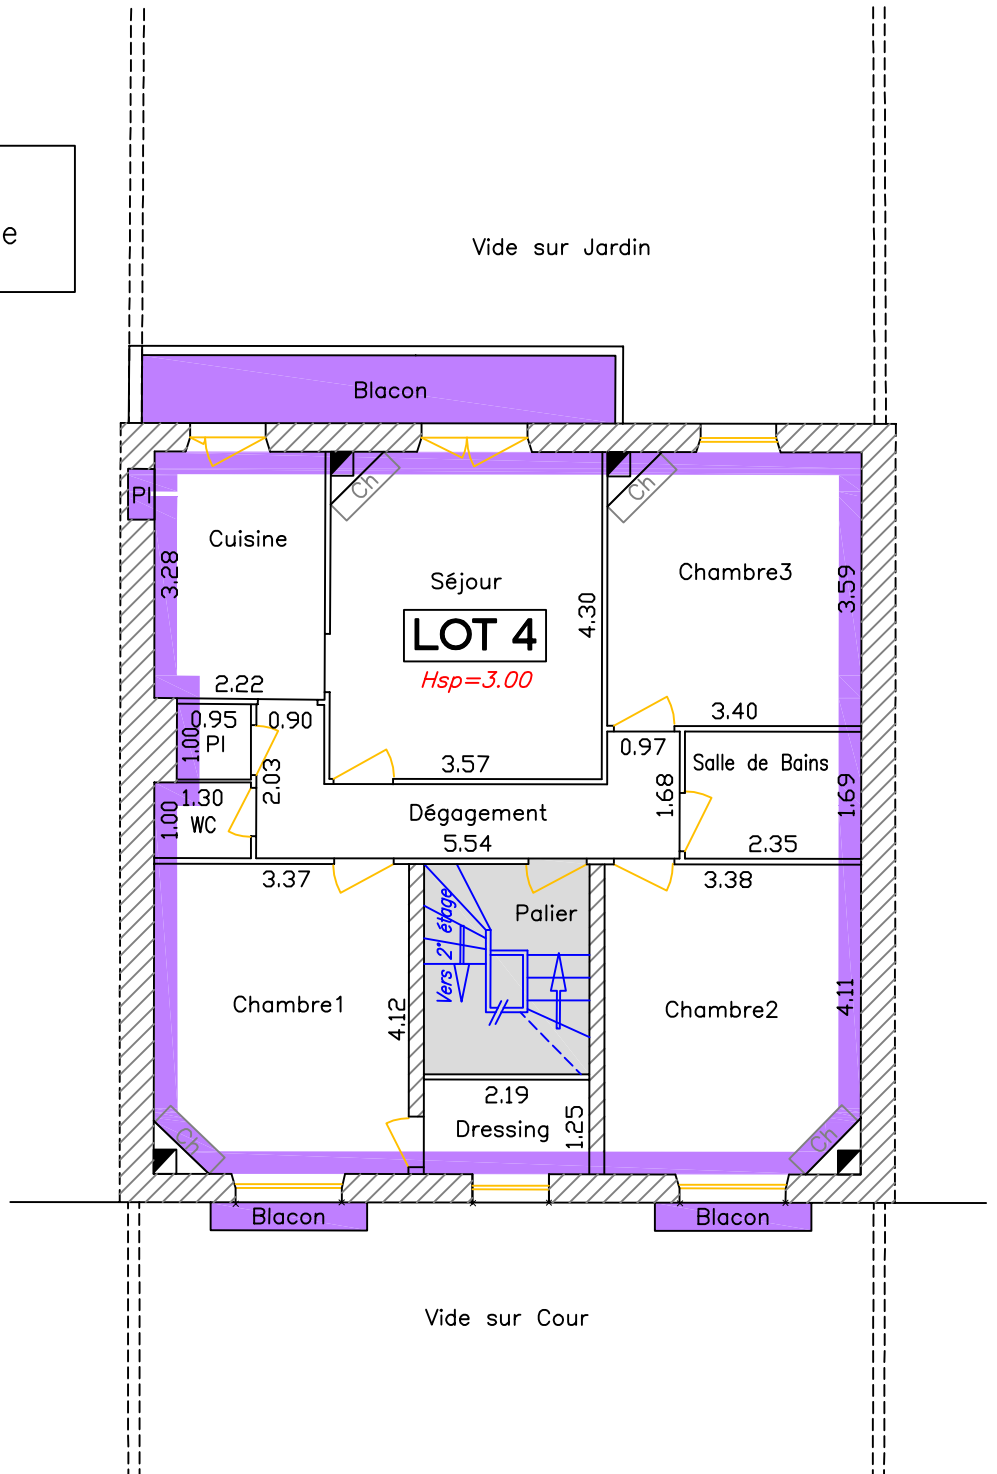 e
Vide sur Jardin
Blacon
Pl
Ch
Ch
Cuisine
3.28
Séjour
Chambre3
3.59
4.30
LOT 4
Hsp=3.00
2.22
0.95
Pl
1.00
0.90
2.03
3.57
3.40
0.97
Salle de Bains
1.68
1.69
1.30
WC
1.00
Dégagement
5.54
2.35
3.37
3.38
Palier
Vers 2° étage
Chambre1
4.12
Chambre2
4.11
2.19
Dressing
1.25
Ch
Ch
Blacon
Blacon
Vide sur Cour